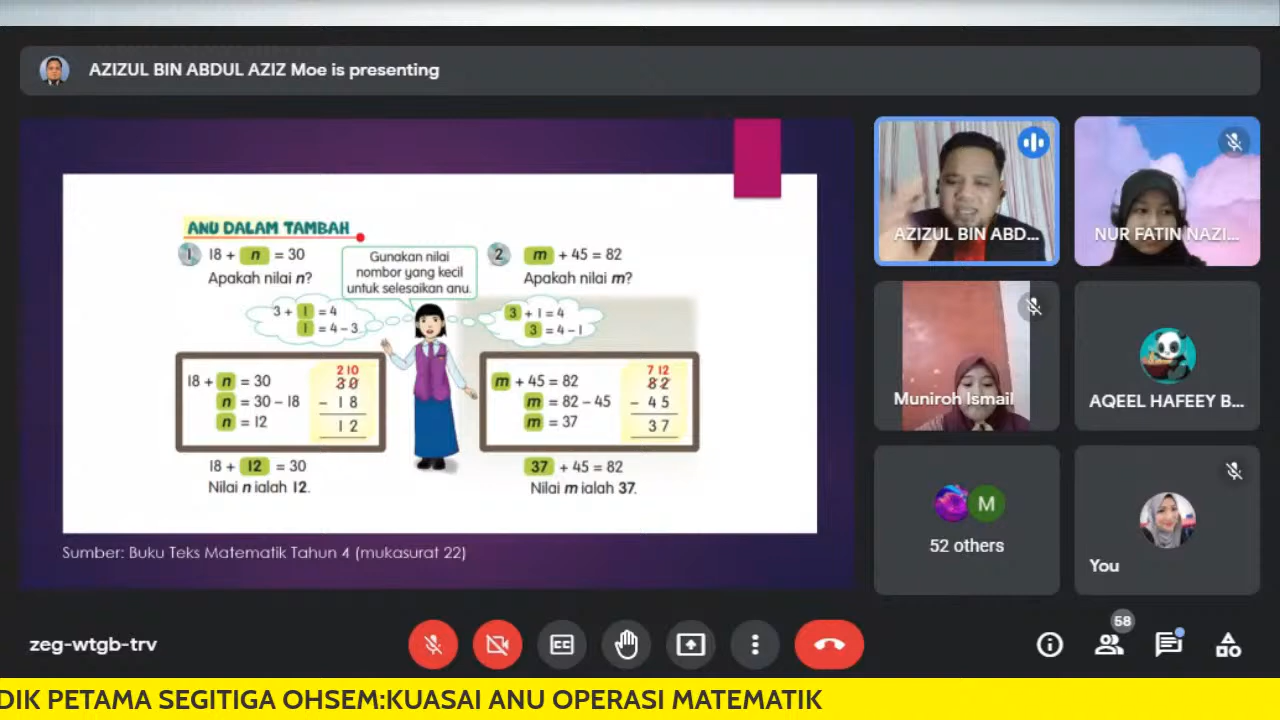 AZIZUL BIN ABDUL AZIZ Moe is presenting
ANU DALAM TAMBAH
1
18 + n = 30
Apakah nilai n?
Gunakan nilai
nombor yang kecil
untuk selesaikan anu.
2
m + 45 = 82
Apakah nilai m?
3 + 1 = 4
1 = 4 – 3
3 + 1 = 4
3 = 4 – 1
18 + n = 30
n = 30 – 18
n = 12
2 10
3 0
– 1 8
1 2
m + 45 = 82
m = 82 – 45
m = 37
7 12
8 2
– 4 5
3 7
18 + 12 = 30
Nilai n ialah 12.
37 + 45 = 82
Nilai m ialah 37.
Sumber: Buku Teks Matematik Tahun 4 (mukasurat 22)
AZIZUL BIN ABD...
NUR FATIN NAZI...
Muniroh Ismail
AQEEL HAFEEY B...
M
52 others
You
zeg-wtgb-trv
CC
58
DIK PETAMA SEGITIGA OHSEM:KUASAI ANU OPERASI MATEMATIK